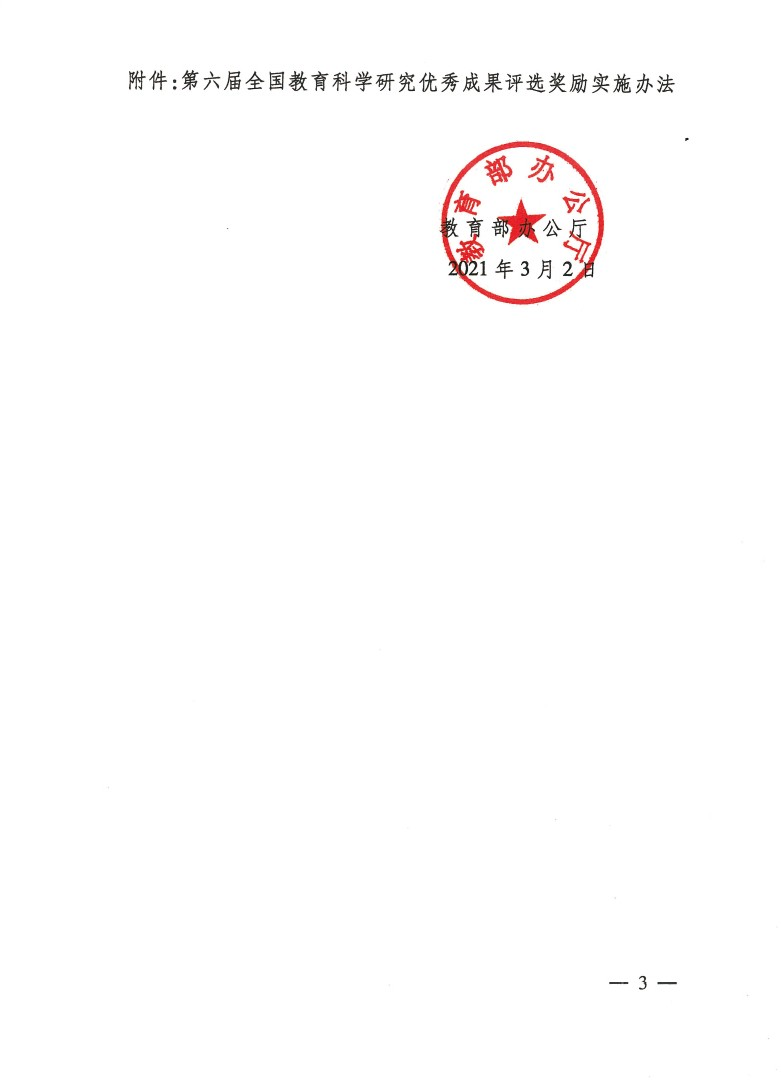 附件:第六届全国教育科学研究优秀成果评选奖励实施办法
教育部办公厅
教育部办公厅
2021年3月2日
— 3 —